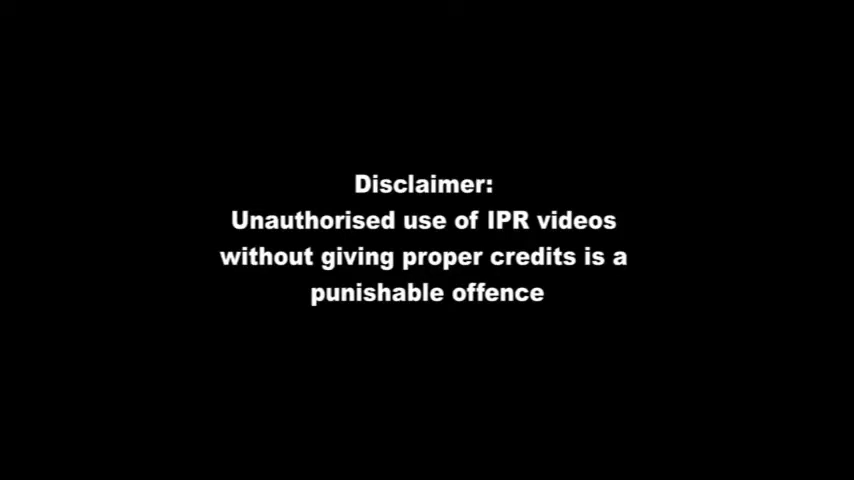 Disclaimer:
Unauthorised use of IPR videos
without giving proper credits is a
punishable offence